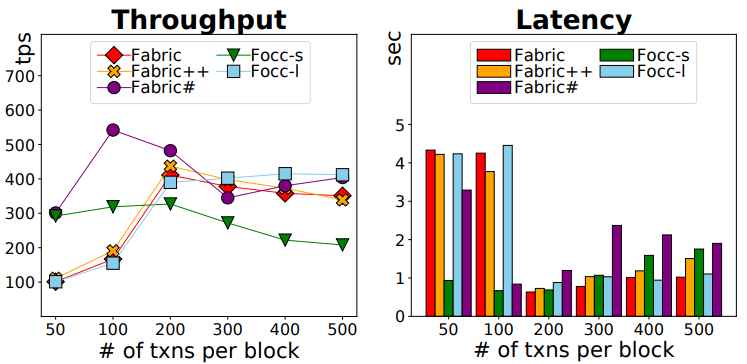 Throughput
tps
Fabric
Fabric++
Fabric#
Focc-s
Focc-l
700
600
500
400
300
200
100
50 100 200 300 400 500
# of txns per block
Latency
sec
Fabric
Fabric++
Fabric#
Focc-s
Focc-l
5
4
3
2
1
0
50 100 200 300 400 500
# of txns per block